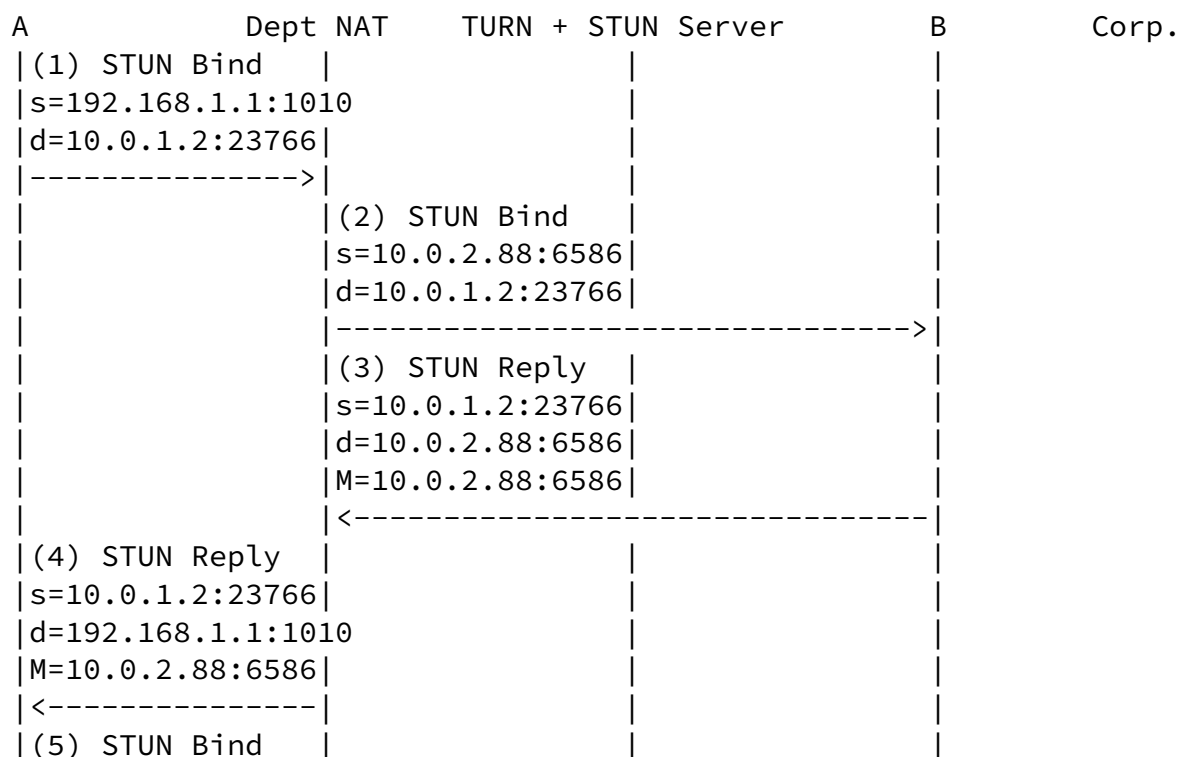 A             Dept NAT    TURN + STUN Server        B        Corp.
|(1) STUN Bind   |                |                |
|s=192.168.1.1:1010               |                |
|d=10.0.1.2:23766|                |                |
|--------------->|                |                |
|                |(2) STUN Bind   |                |
|                |s=10.0.2.88:6586|                |
|                |d=10.0.1.2:23766|                |
|                |-------------------------------->|
|                |(3) STUN Reply  |                |
|                |s=10.0.1.2:23766|                |
|                |d=10.0.2.88:6586|                |
|                |M=10.0.2.88:6586|                |
|                |<--------------------------------|
|(4) STUN Reply  |                |                |
|s=10.0.1.2:23766|                |                |
|d=192.168.1.1:1010               |                |
|M=10.0.2.88:6586|                |                |
|<---------------|                |                |
|(5) STUN Bind   |                |                |